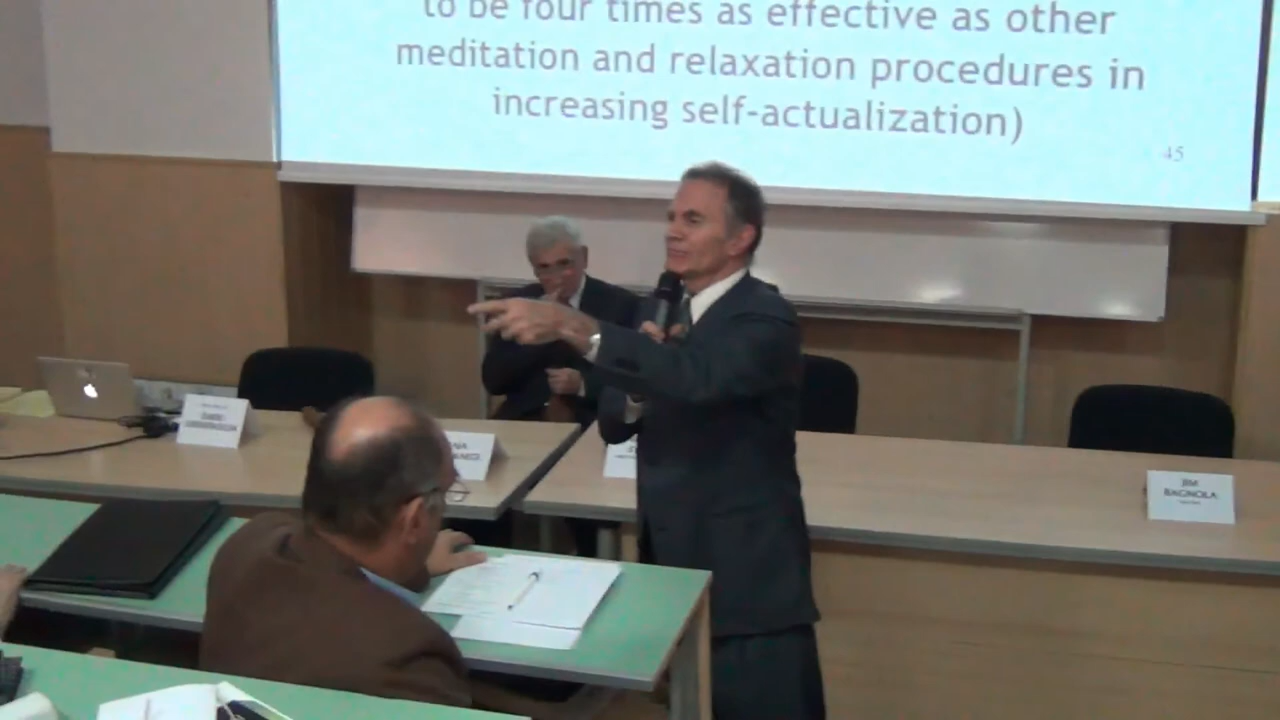 to be four times as effective as other
meditation and relaxation procedures in
increasing self-actualization)
45
JIM
BAGNOLA